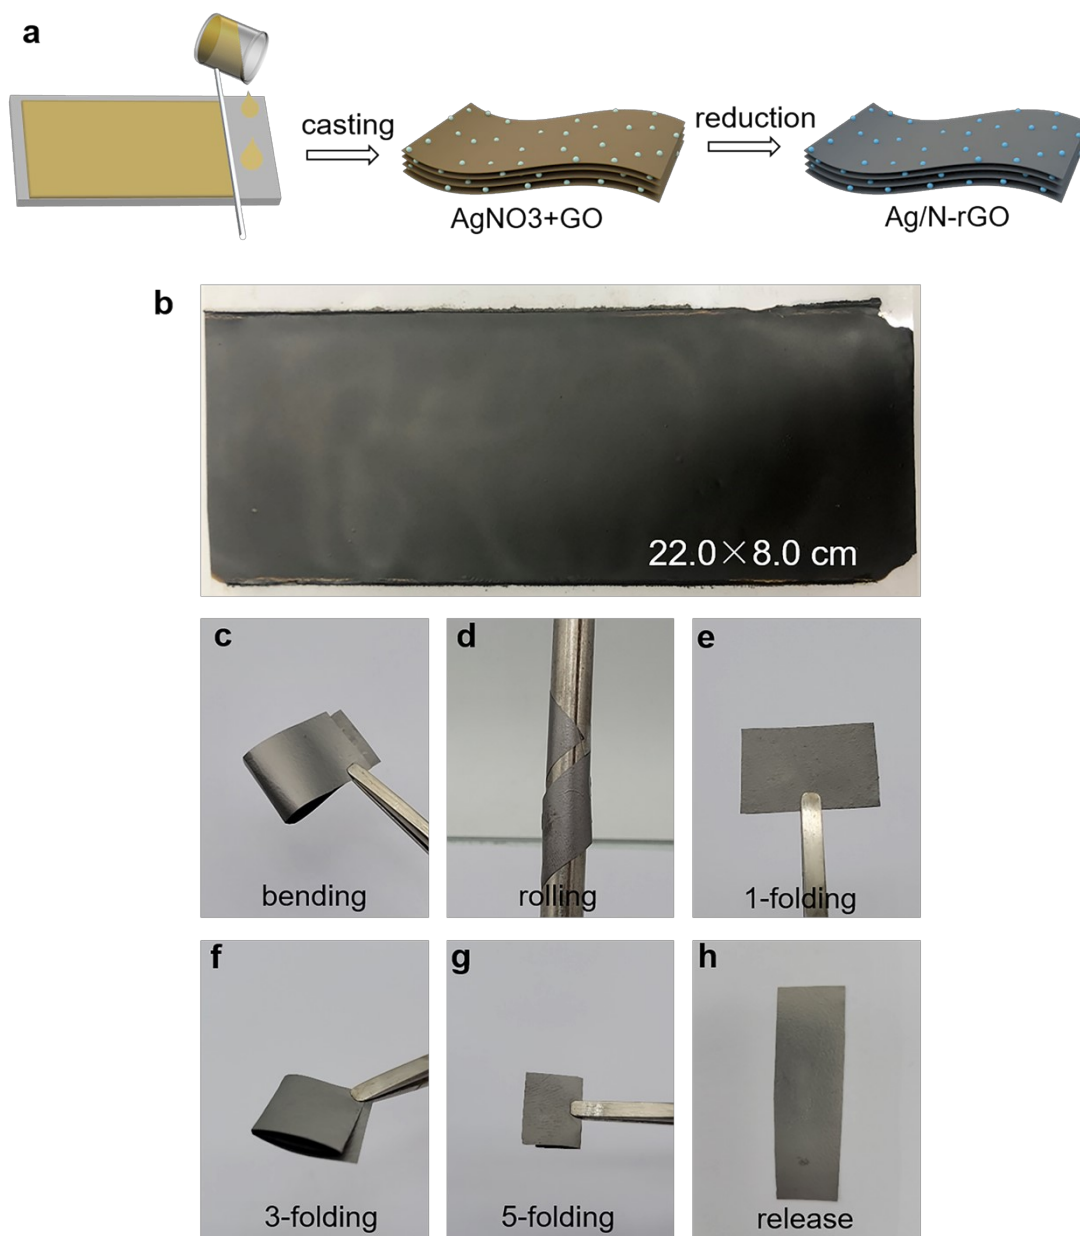 a
casting
reduction
AgNO3+GO
Ag/N-rGO
b
22.0×8.0 cm
c
d
e
bending
rolling
1-folding
f
g
h
3-folding
5-folding
release